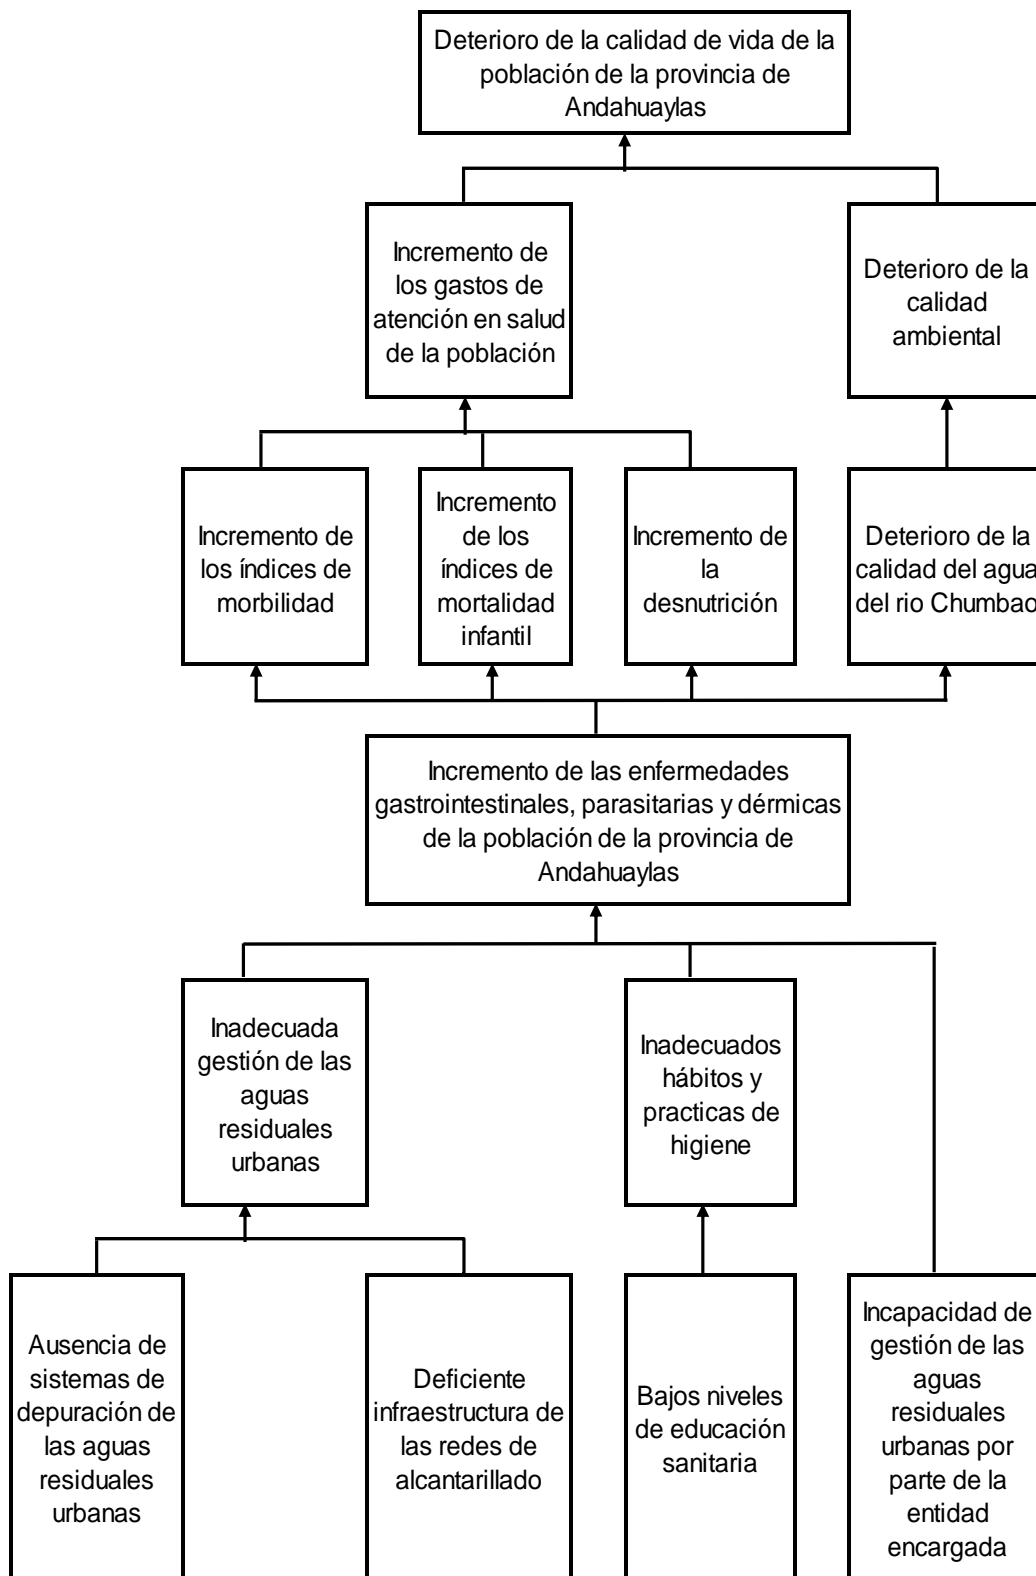 Deterioro de la calidad de vida de la
población de la provincia de
Andahuaylas
Incremento de
los gastos de
atención en salud
de la población
Deterioro de la
calidad
ambiental
Incremento de
los índices de
morbilidad
Incremento
de los
índices de
mortalidad
infantil
Incremento de
la
desnutrición
Deterioro de la
calidad del agua
del rio Chumbao
Incremento de las enfermedades
gastrointestinales, parasitarias y dérmicas
de la población de la provincia de
Andahuaylas
Inadecuada
gestión de las
aguas
residuales
urbanas
Inadecuados
hábitos y
practicas de
higiene
Ausencia de
sistemas de
depuración de
las aguas
residuales
urbanas
Deficiente
infraestructura de
las redes de
alcantarillado
Bajos niveles
de educación
sanitaria
Incapacidad de
gestión de las
aguas
residuales
urbanas por
parte de la
entidad
encargada